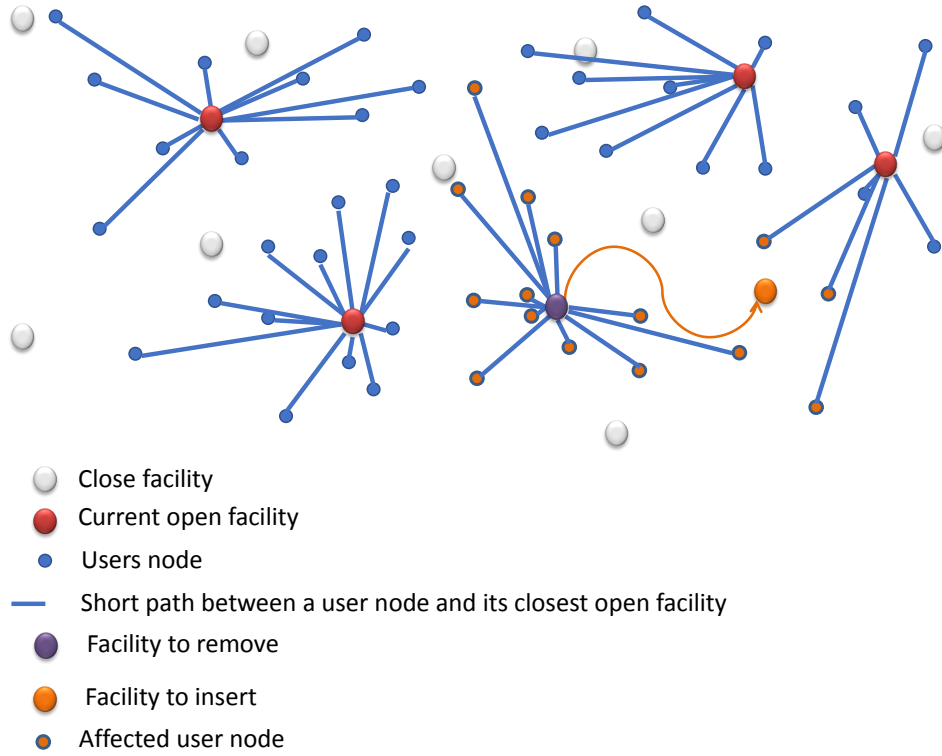 Close facility
Current open facility
Users node
Short path between a user node and its closest open facility
Facility to remove
Facility to insert
Affected user node